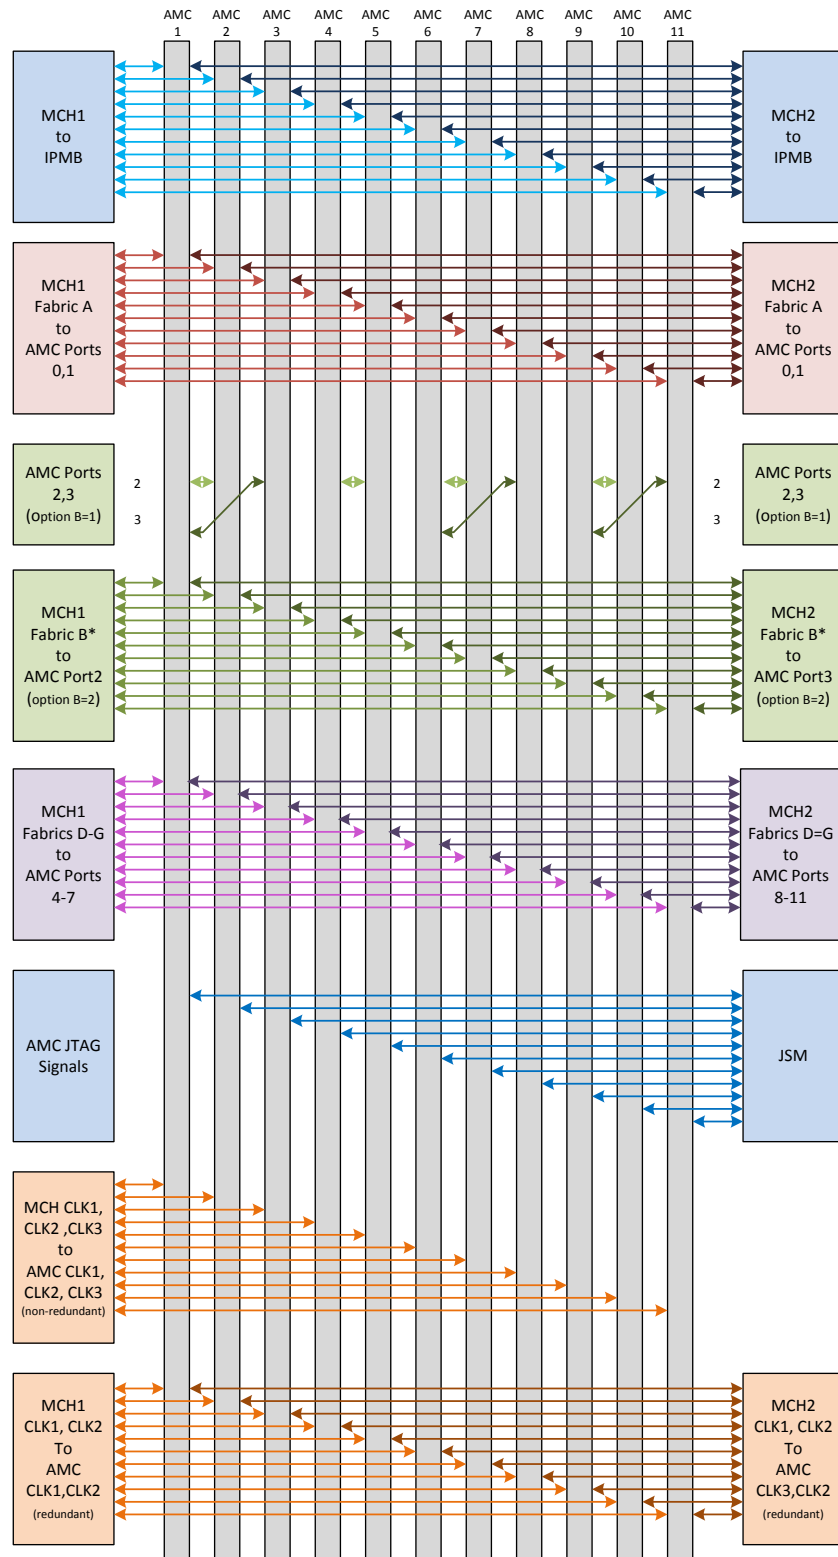 AMC AMC AMC AMC AMC AMC AMC AMC AMC AMC AMC
1 2 3 4 5 6 7 8 9 10 11
MCH1
to
IPMB
MCH2
to
IPMB
MCH1
Fabric A
to
AMC Ports
0,1
MCH2
Fabric A
to
AMC Ports
0,1
AMC Ports
2,3
(Option B=1)
2
3
2
3
AMC Ports
2,3
(Option B=1)
MCH1
Fabric B*
to
AMC Port2
(option B=2)
MCH2
Fabric B*
to
AMC Port3
(option B=2)
MCH1
Fabrics D-G
to
AMC Ports
4-7
MCH2
Fabrics D=G
to
AMC Ports
8-11
AMC JTAG
Signals
JSM
MCH CLK1,
CLK2 ,CLK3
to
AMC CLK1,
CLK2, CLK3
(non-redundant)
MCH1
CLK1, CLK2
To
AMC
CLK1,CLK2
(redundant)
MCH2
CLK1, CLK2
To
AMC
CLK3,CLK2
(redundant)